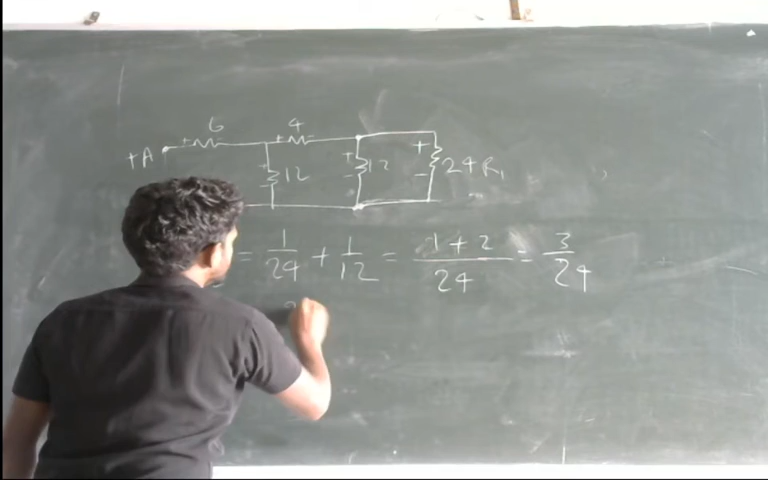 6 4
+A + - + -
+ 12 - + 12 - + 24 R1 -
= 1/24 + 1/12 = 1+2/24 = 3/24